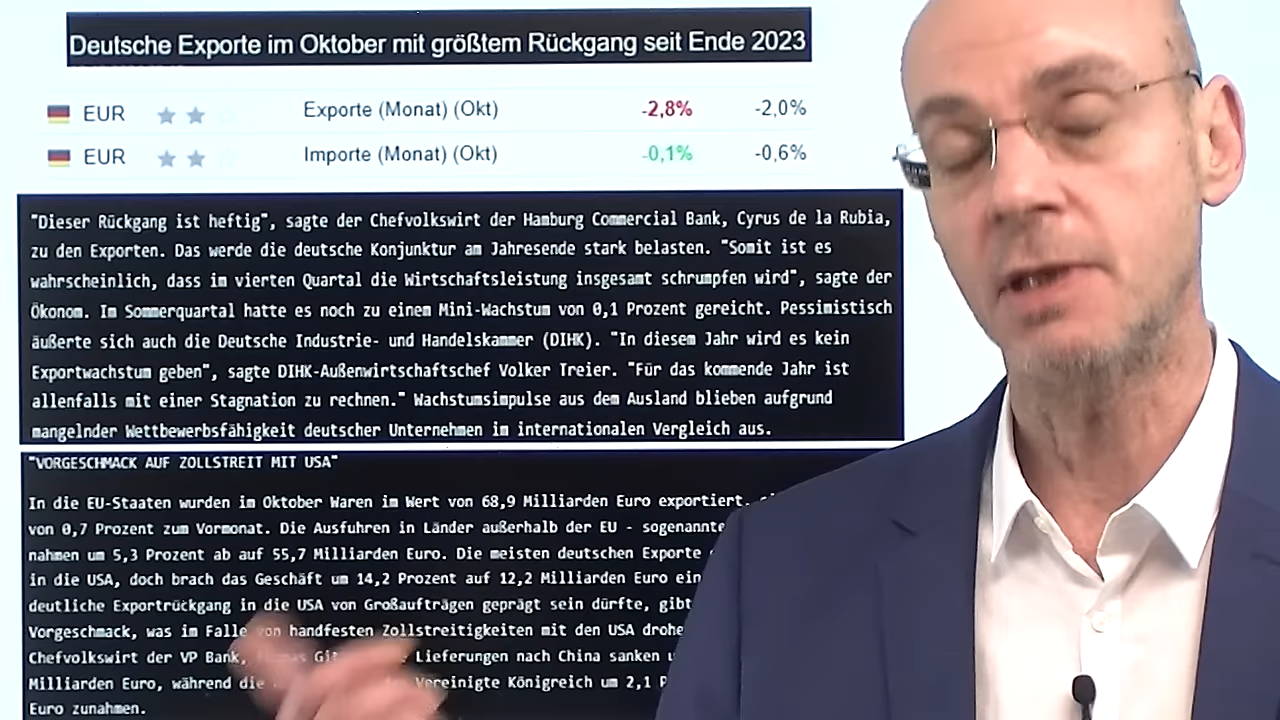 Deutsche Exporte im Oktober mit größtem Rückgang seit Ende 2023
EUR Exporte (Monat) (Okt) -2,8% -2,0%
EUR Importe (Monat) (Okt) -0,1% -0,6%
"Dieser Rückgang ist heftig", sagte der Chefvolkswirt der Hamburg Commercial Bank, Cyrus de la Rubia,
zu den Exporten. Das werde die deutsche Konjunktur am Jahresende stark belasten. "Somit ist es
wahrscheinlich, dass im vierten Quartal die Wirtschaftsleistung insgesamt schrumpfen wird", sagte der
Ökonom. Im Sommerquartal hatte es noch zu einem Mini-Wachstum von 0,1 Prozent gereicht. Pessimistisch
äußerte sich auch die Deutsche Industrie- und Handelskammer (DIHK). "In diesem Jahr wird es kein
Exportwachstum geben", sagte DIHK-Außenwirtschaftschef Volker Treier. "Für das kommende Jahr ist
allenfalls mit einer Stagnation zu rechnen." Wachstumsimpulse aus dem Ausland blieben aufgrund
mangelnder Wettbewerbsfähigkeit deutscher Unternehmen im internationalen Vergleich aus.
"VORGESCHMACK AUF ZOLLSTREIT MIT USA"
In die EU-Staaten wurden im Oktober Waren im Wert von 68,9 Milliarden Euro exportiert,
von 0,7 Prozent zum Vormonat. Die Ausfuhren in Länder außerhalb der EU - sogenannte
nahmen um 5,3 Prozent ab auf 55,7 Milliarden Euro. Die meisten deutschen Exporte
in die USA, doch brach das Geschäft um 14,2 Prozent auf 12,2 Milliarden Euro ein
deutliche Exportrückgang in die USA von Großaufträgen geprägt sein dürfte, gibt
Vorgeschmack, was im Falle von handfesten Zollstreitigkeiten mit den USA drohe
Chefvolkswirt der VP Bank, Lieferungen nach China sanken
Milliarden Euro, während die Vereinigte Königreich um 2,1
Euro zunahmen.